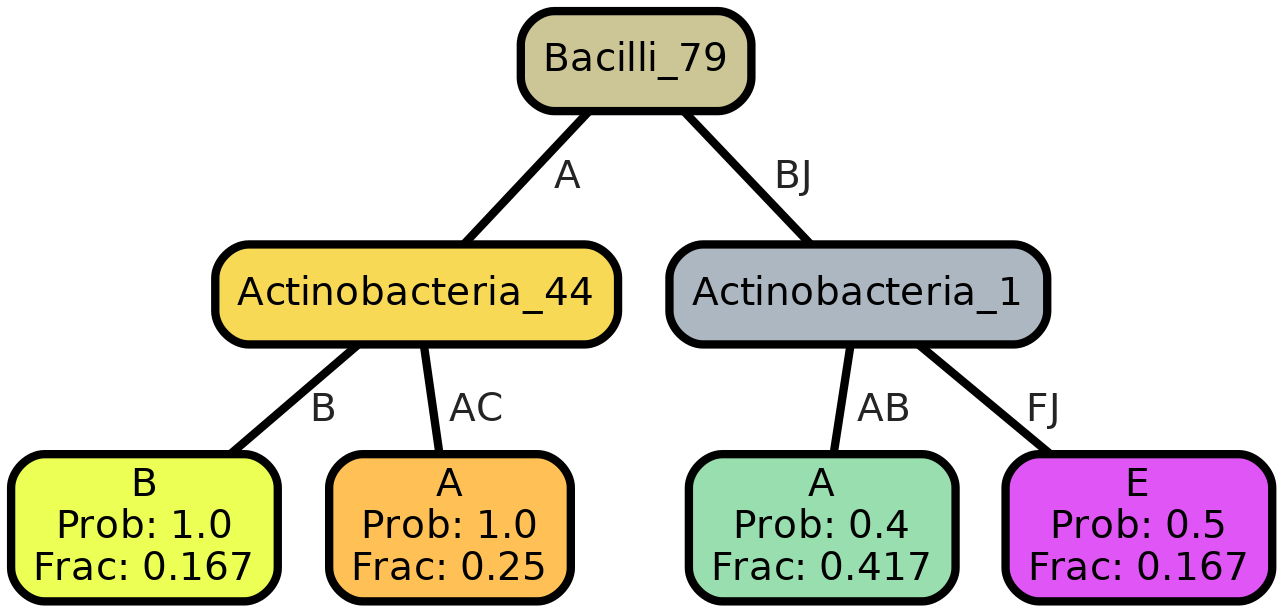 Bacilli_79
A
BJ
Actinobacteria_44
Actinobacteria_1
B
AC
AB
FJ
B
Prob: 1.0
Frac: 0.167
A
Prob: 1.0
Frac: 0.25
A
Prob: 0.4
Frac: 0.417
E
Prob: 0.5
Frac: 0.167